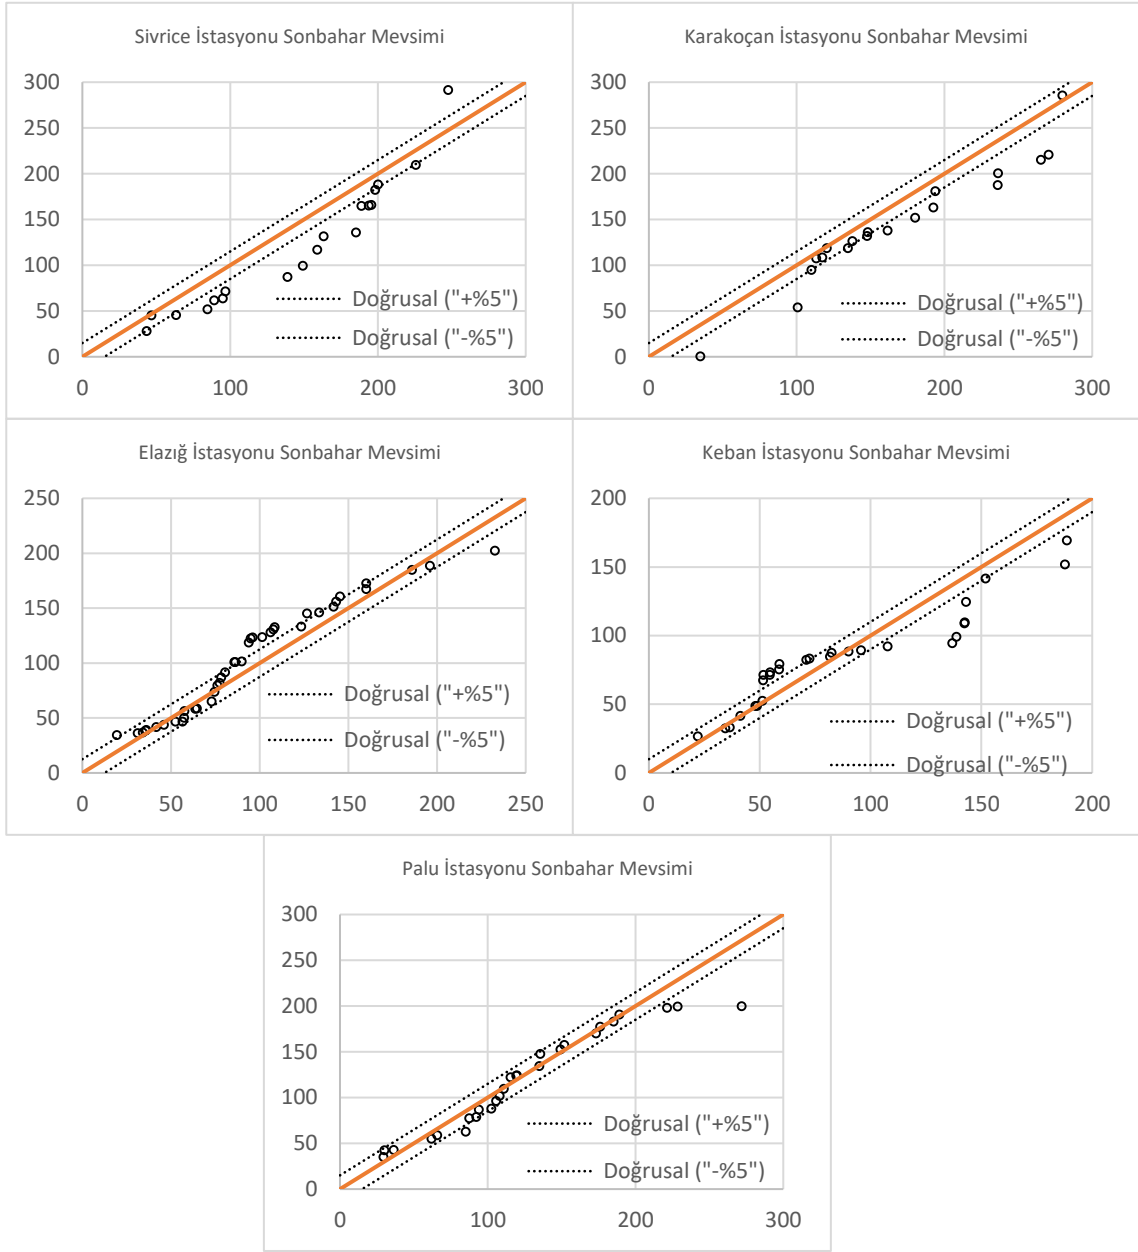 Sivrice İstasyonu Sonbahar Mevsimi
300
250
200
150
100
50
0
Doğrusal ("+%5")
Doğrusal ("-%5")
0 100 200 300
Karakoçan İstasyonu Sonbahar Mevsimi
300
250
200
150
100
50
0
Doğrusal ("+%5")
Doğrusal ("-%5")
0 100 200 300
Elazığ İstasyonu Sonbahar Mevsimi
250
200
150
100
50
0
Doğrusal ("+%5")
Doğrusal ("-%5")
0 50 100 150 200 250
Keban İstasyonu Sonbahar Mevsimi
200
150
100
50
0
Doğrusal ("+%5")
Doğrusal ("-%5")
0 50 100 150 200
Palu İstasyonu Sonbahar Mevsimi
300
250
200
150
100
50
0
Doğrusal ("+%5")
Doğrusal ("-%5")
0 100 200 300